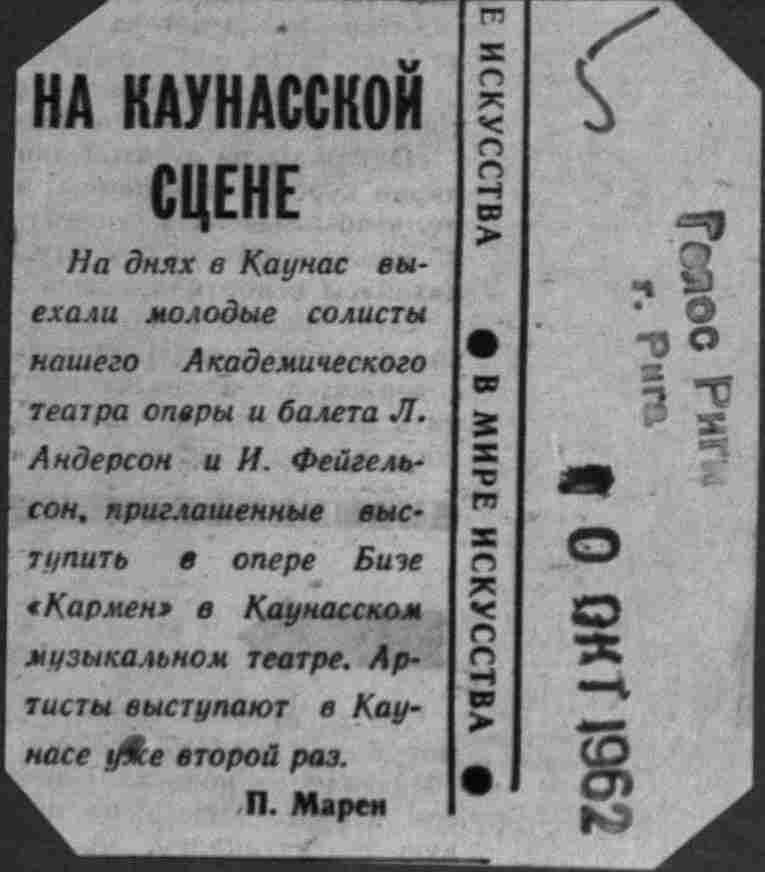 НА КАУНАССКОЙ
СЦЕНЕ
На днях в Каунас вы-
ехали молодые солисты
нашего Академического
театра оперы и балета Л.
Андерсон и И. Фейгель-
сон, приглашенные выс-
тупить в опере Бизе
«Кармен» в Каунасском
музыкальном театре. Ар-
тисты выступают в Кау-
насе уже второй раз.
П. Марен
Е ИСКУССТВА ● В МИРЕ ИСКУССТВА ●
Голос Риги
г. Рига
0 ОКТ 1962